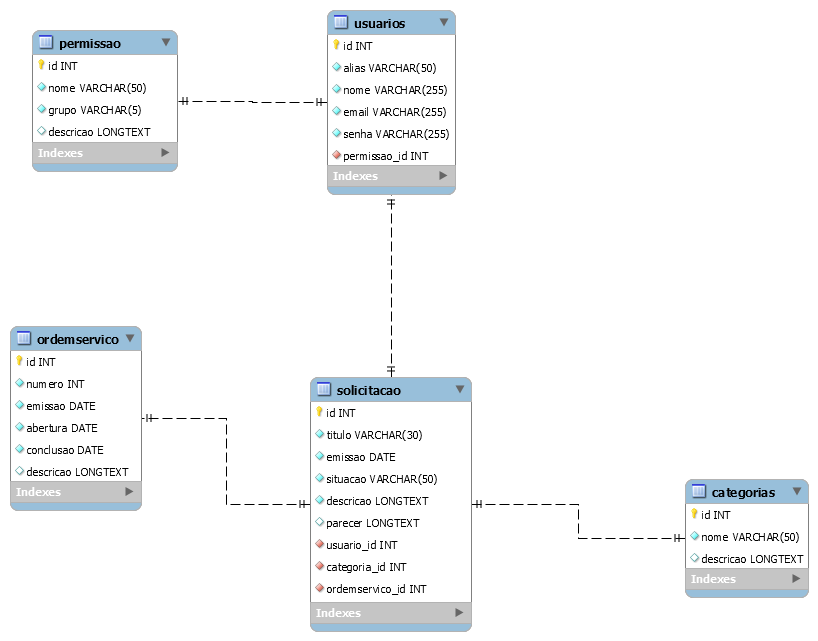 permissao
id INT
nome VARCHAR(50)
grupo VARCHAR(5)
descricao LONGTEXT
Indexes
usuarios
id INT
alias VARCHAR(50)
nome VARCHAR(255)
email VARCHAR(255)
senha VARCHAR(255)
permissao_id INT
Indexes
ordemservico
id INT
numero INT
emissao DATE
abertura DATE
conclusao DATE
descricao LONGTEXT
Indexes
solicitacao
id INT
titulo VARCHAR(30)
emissao DATE
situacao VARCHAR(50)
descricao LONGTEXT
parecer LONGTEXT
usuario_id INT
categoria_id INT
ordemservico_id INT
Indexes
categorias
id INT
nome VARCHAR(50)
descricao LONGTEXT
Indexes